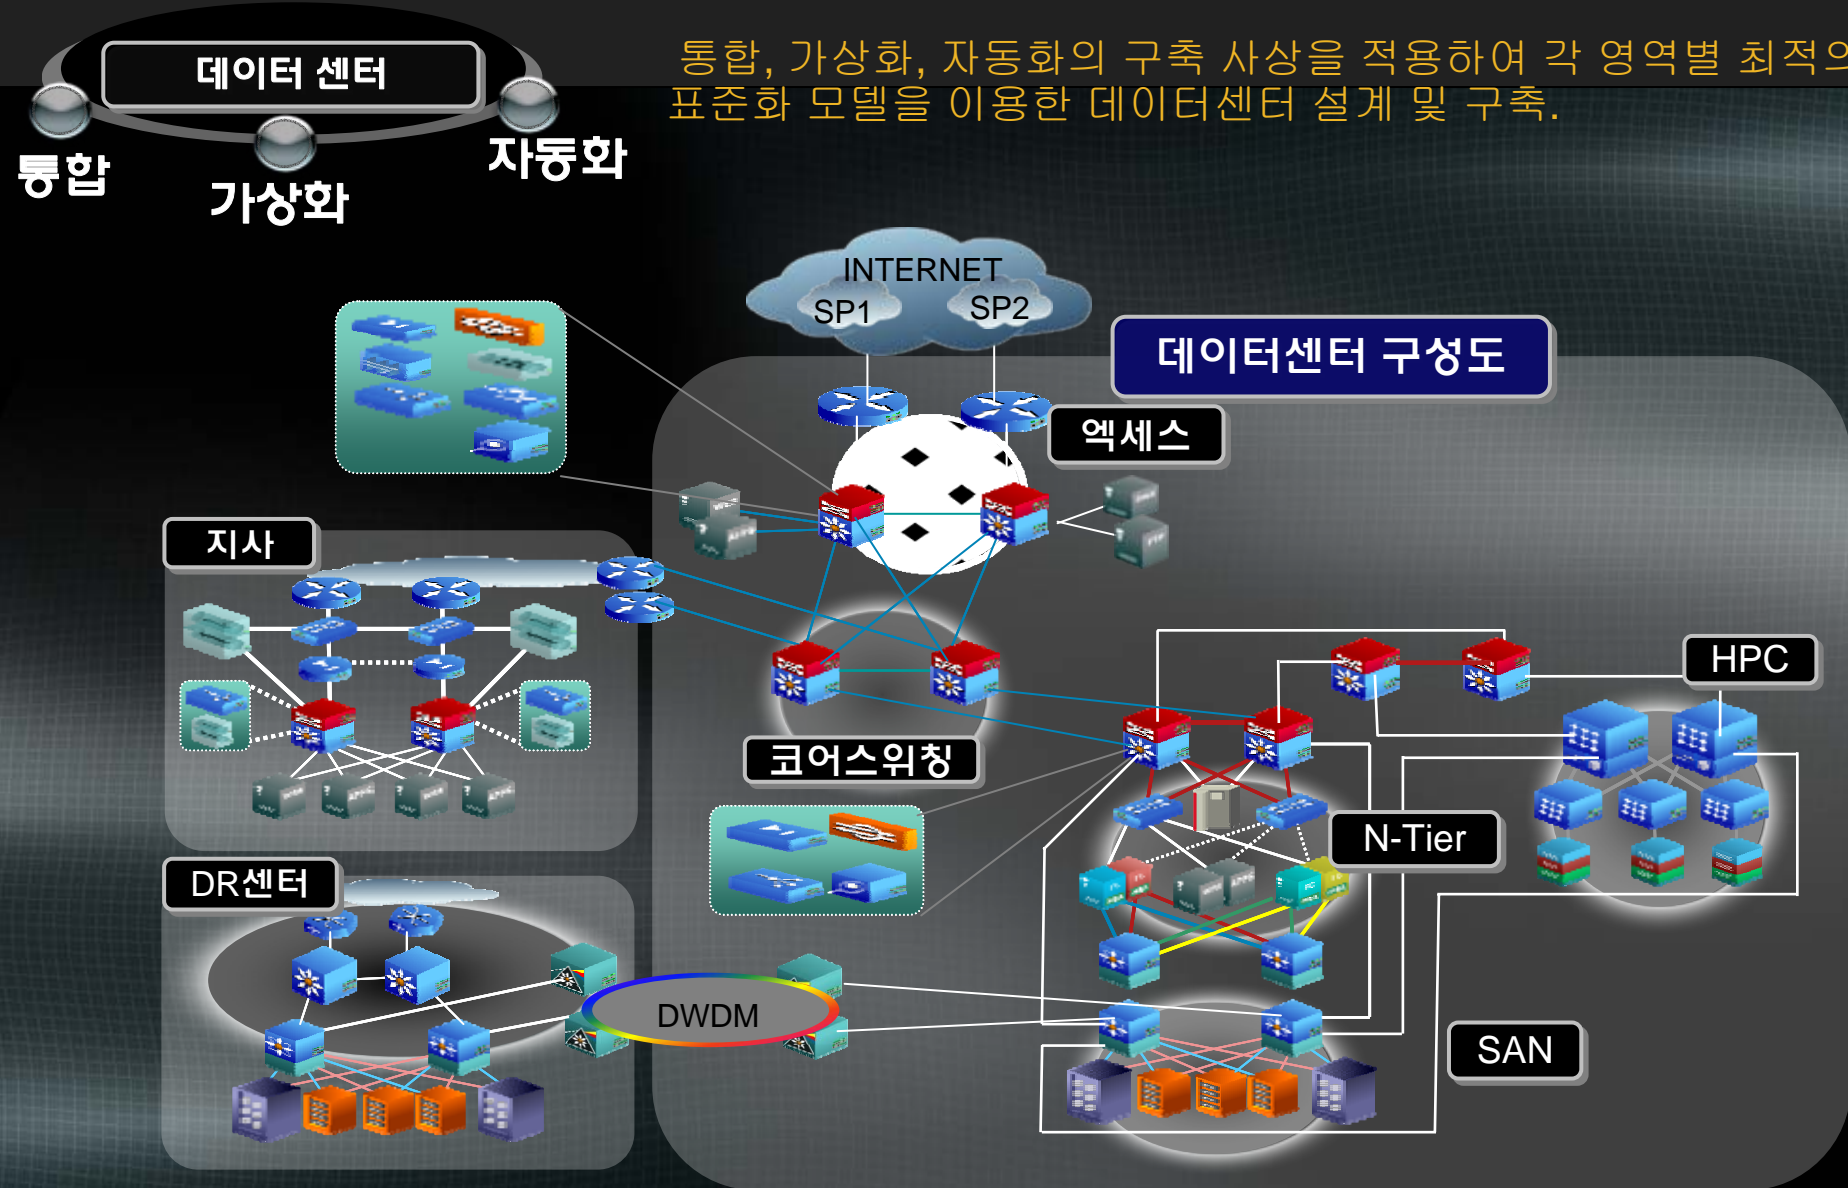 데이터 센터
통합
가상화
자동화
통합, 가상화, 자동화의 구축 사상을 적용하여 각 영역별 최적의
표준화 모델을 이용한 데이터센터 설계 및 구축.
INTERNET
SP1
SP2
데이터센터 구성도
엑세스
지사
HPC
코어스위칭
N-Tier
DR센터
DWDM
SAN